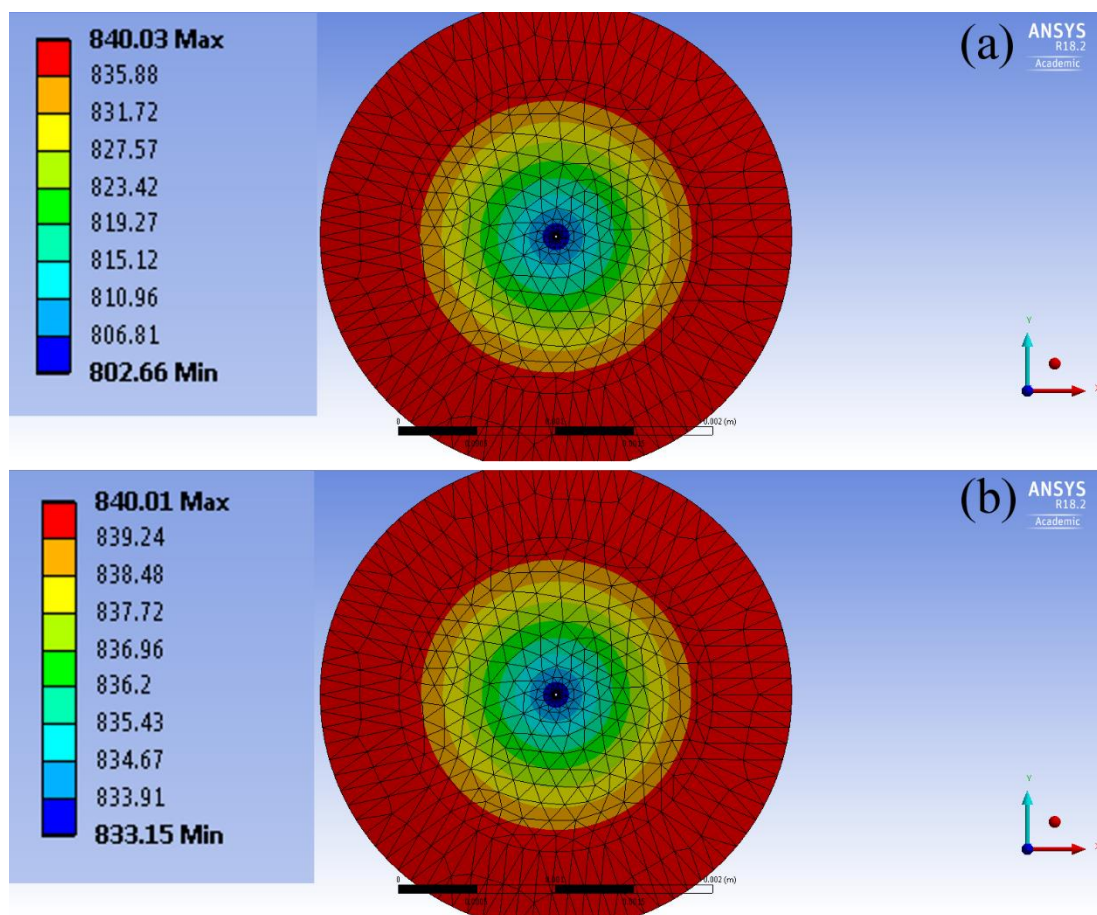 840.03 Max
835.88
831.72
827.57
823.42
819.27
815.12
810.96
806.81
802.66 Min
(a)
ANSYS
R18.2
Academic
Y
X
0
0.002 (m)
840.01 Max
839.24
838.48
837.72
836.96
836.2
835.43
834.67
833.91
833.15 Min
(b)
ANSYS
R18.2
Academic
Y
X
0
0.002 (m)